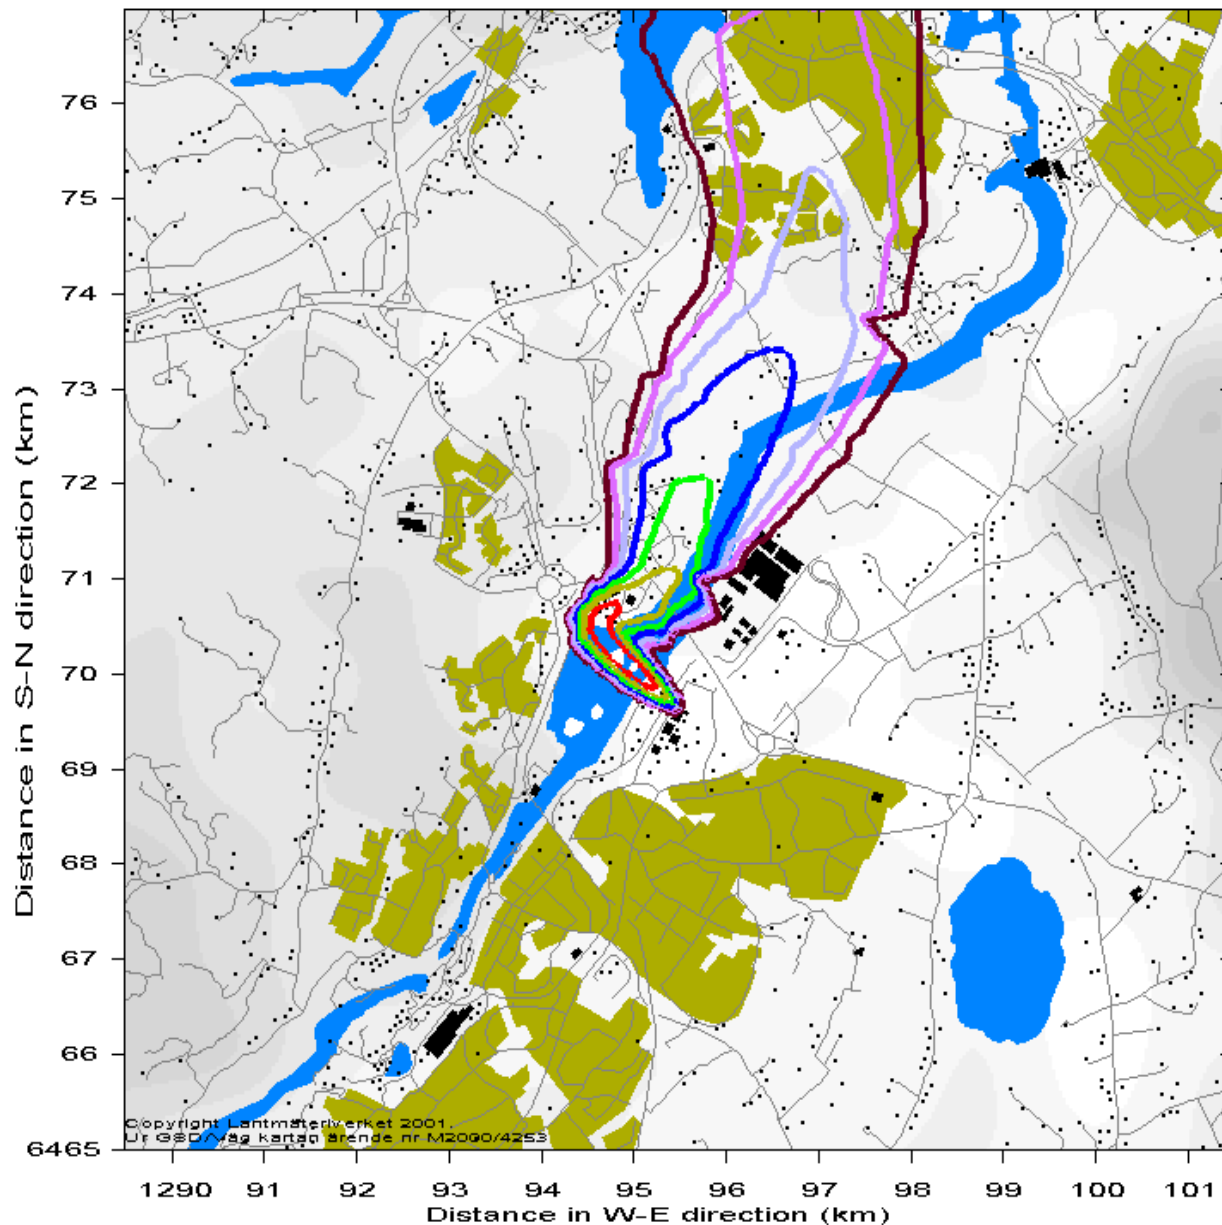 76
75
74
73
72
71
70
69
68
67
66
6465
Distance in S-N direction (km)
Copyright Lantmäteriverket 2001.
Ur GSD/Väg kartan ärende nr M2000/4253
1290 91 92 93 94 95 96 97 98 99 100 101
Distance in W-E direction (km)